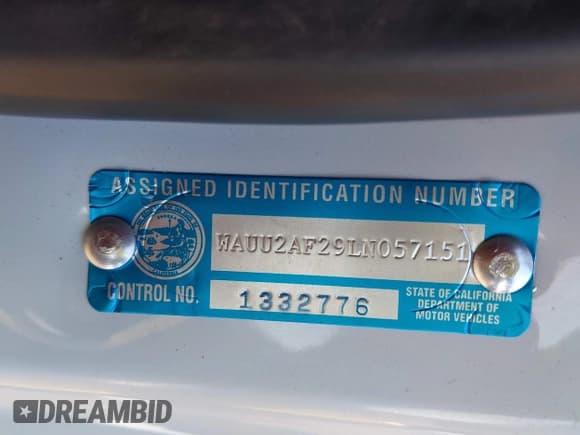 ASSIGNED IDENTIFICATION NUMBER
WAUU2AF29LN057151
CONTROL NO. 1332776
STATE OF CALIFORNIA
DEPARTMENT OF
MOTOR VEHICLES
DREAMBID